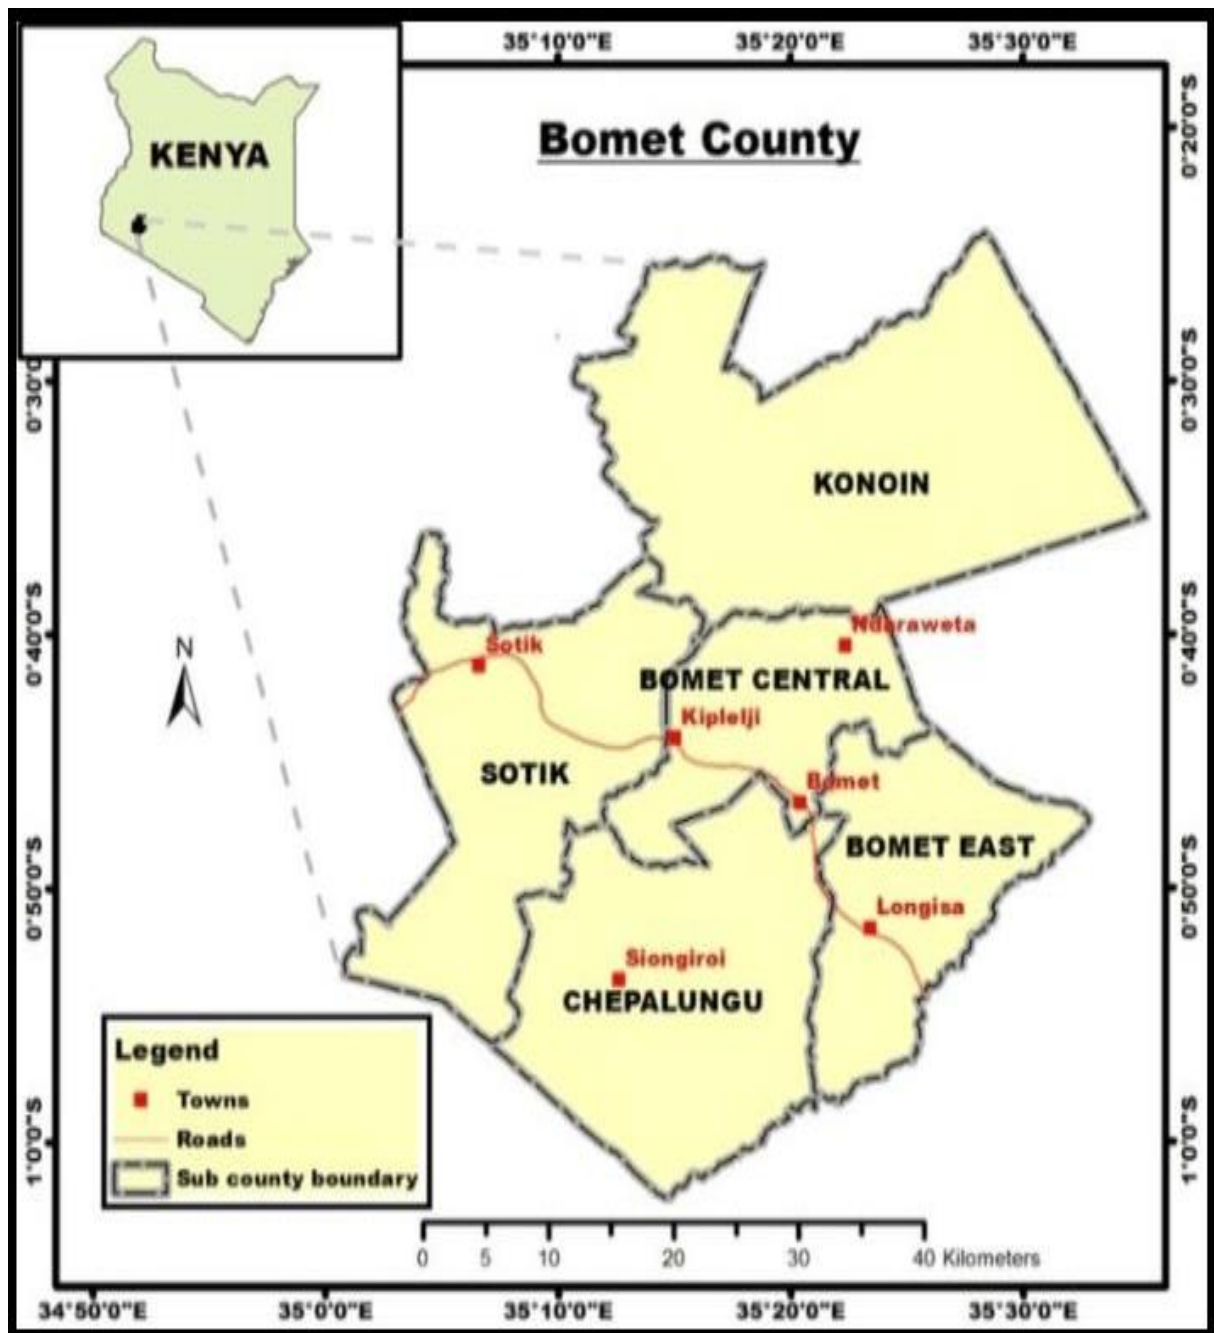 35°10'0"E 35°20'0"E 35°30'0"E
KENYA
Bomet County
0°20'0"S
0°30'0
0°30'0"S
KONOIN
0°40'0"S
0°40'0"S
N
Ndaraweta
Sotik
BOMET CENTRAL
Kiplelji
SOTIK
Bomet
BOMET EAST
0°50'0"S
0°50'0"S
Longisa
Siongiroi
CHEPALUNGU
Legend
Towns
Roads
Sub county boundary
1°0'0"S
1°0'0"S
0 5 10 20 30 40 Kilometers
34°50'0"E 35°0'0"E 35°10'0"E 35°20'0"E 35°30'0"E